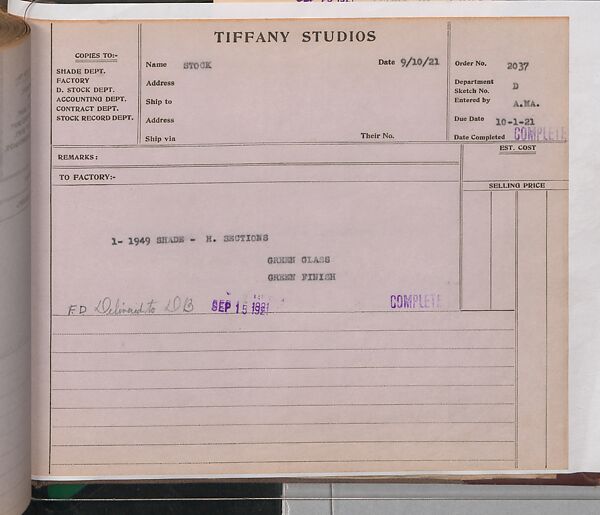 TIFFANY STUDIOS
COPIES TO:-
SHADE DEPT.
FACTORY
D. STOCK DEPT.
ACCOUNTING DEPT.
CONTRACT DEPT.
STOCK RECORD DEPT.
Name STOCK
Date 9/10/21
Address
Ship to
Address
Ship via
Their No.
Order No. 2037
Department D
Sketch No.
Entered by A.MA.
Due Date 10-1-21
Date Completed COMPLETE
REMARKS:
EST. COST
TO FACTORY:-
SELLING PRICE
1- 1949 SHADE - H. SECTIONS
GREEN GLASS
GREEN FINISH
F.D Delivered to DB SEP 15 1921 COMPLETE